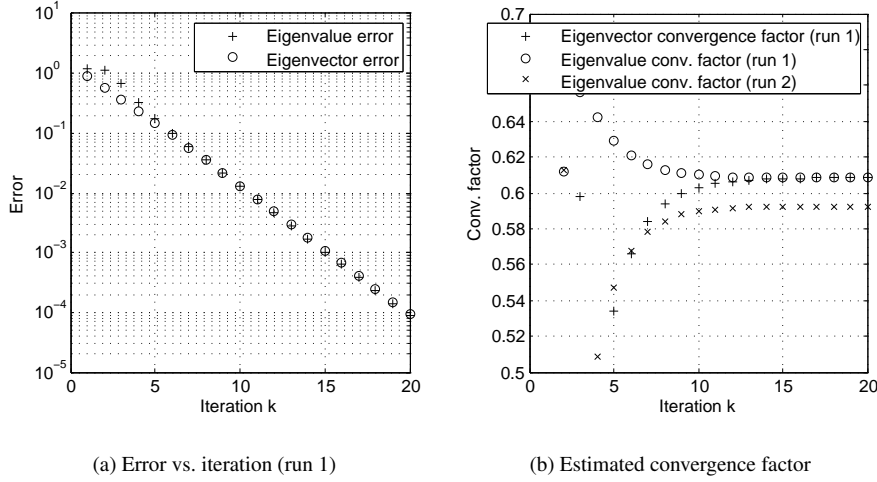 10^1
10^0
10^-1
10^-2
10^-3
10^-4
10^-5
Error
0 5 10 15 20
Iteration k
Eigenvalue error
Eigenvector error
(a) Error vs. iteration (run 1)
0.7
0.64
0.62
0.6
0.58
0.56
0.54
0.52
0.5
Conv. factor
0 5 10 15 20
Iteration k
Eigenvector convergence factor (run 1)
Eigenvalue conv. factor (run 1)
Eigenvalue conv. factor (run 2)
(b) Estimated convergence factor